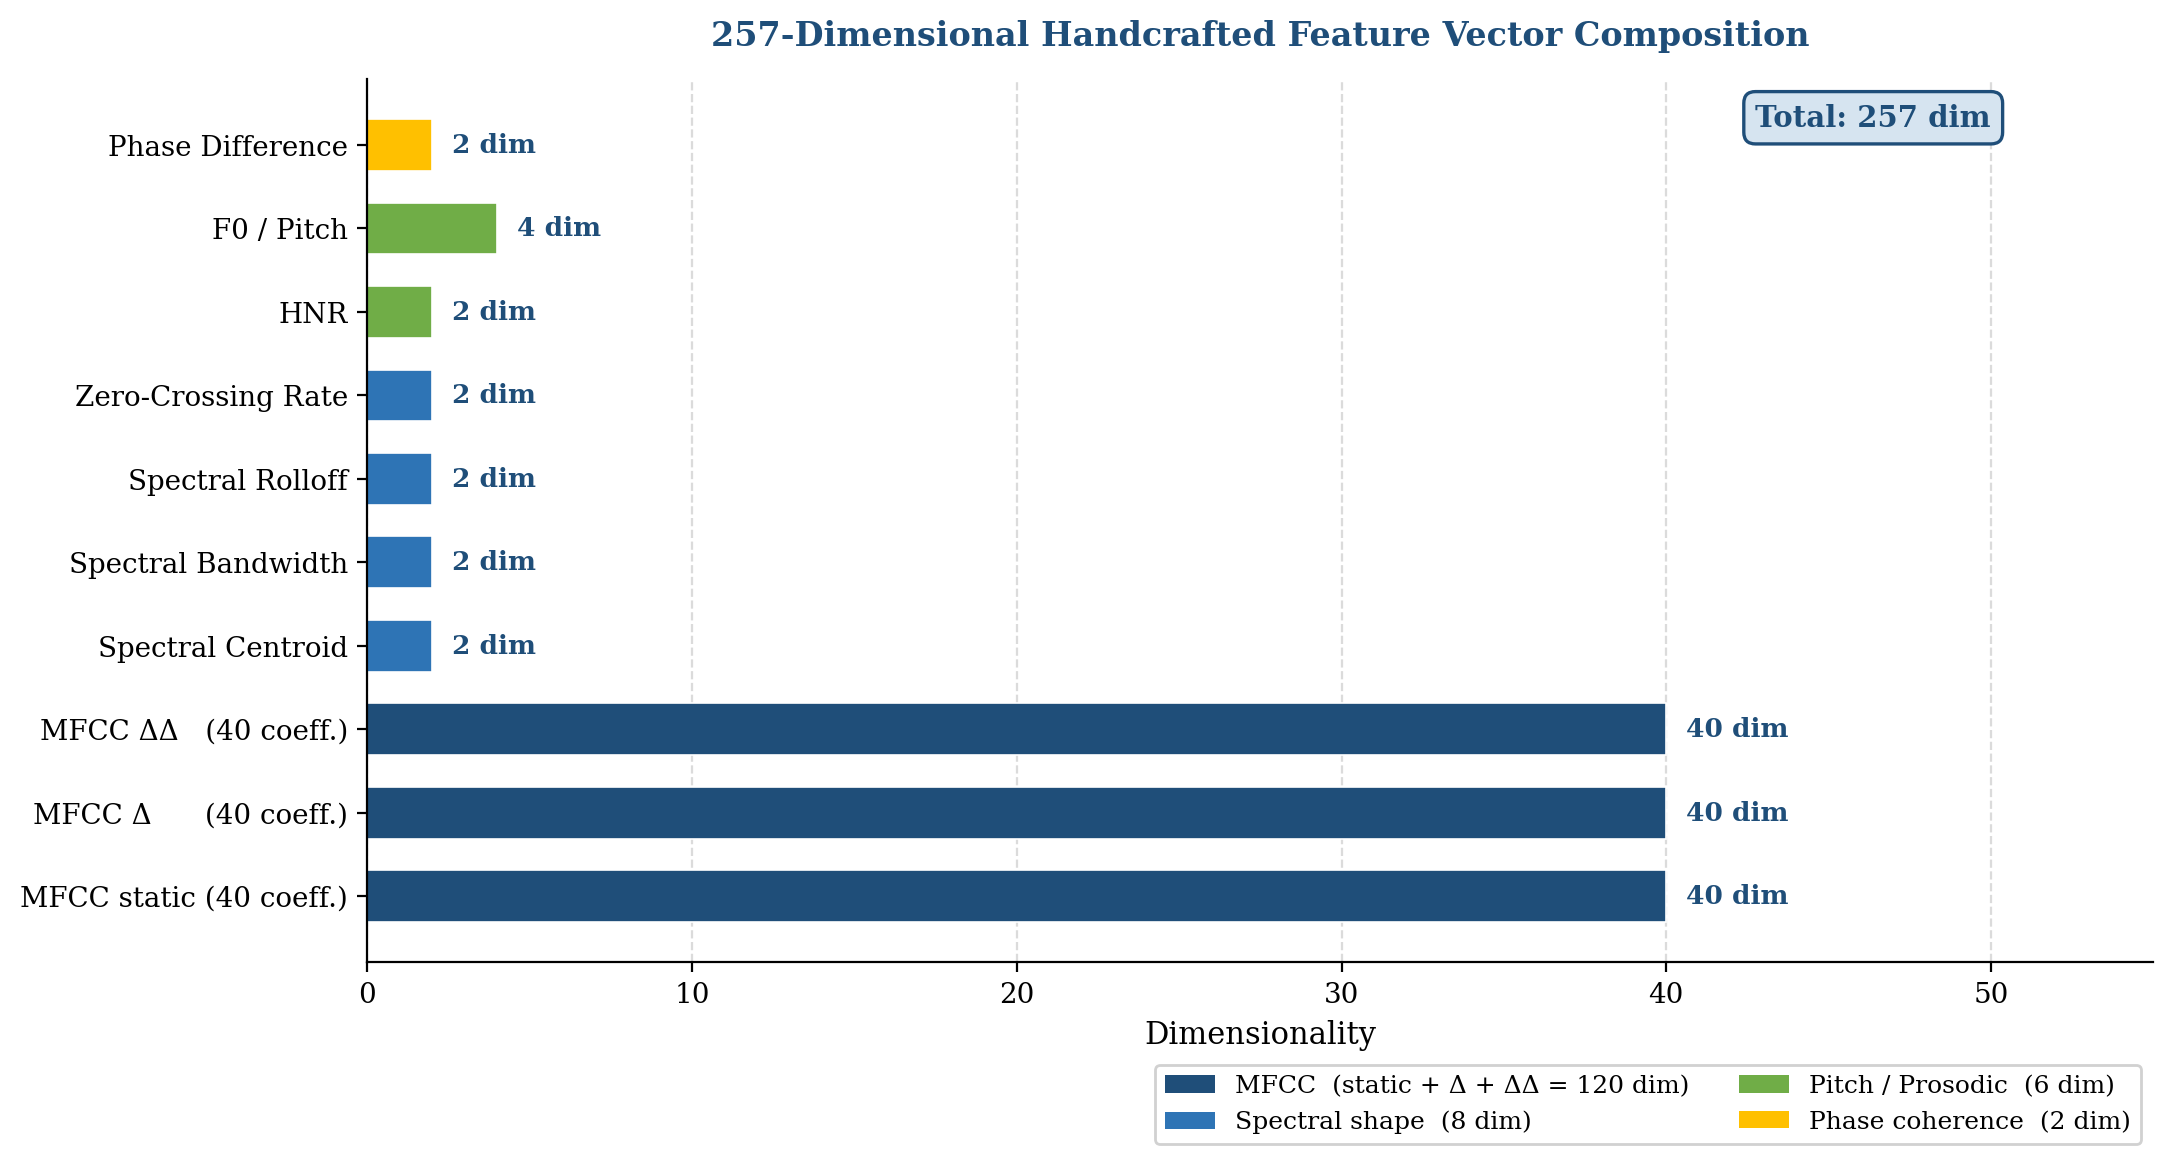 257-Dimensional Handcrafted Feature Vector Composition
Total: 257 dim
Phase Difference 2 dim
F0 / Pitch 4 dim
HNR 2 dim
Zero-Crossing Rate 2 dim
Spectral Rolloff 2 dim
Spectral Bandwidth 2 dim
Spectral Centroid 2 dim
MFCC ΔΔ (40 coeff.) 40 dim
MFCC Δ (40 coeff.) 40 dim
MFCC static (40 coeff.) 40 dim
0 10 20 30 40 50
Dimensionality
MFCC (static + Δ + ΔΔ = 120 dim)
Spectral shape (8 dim)
Pitch / Prosodic (6 dim)
Phase coherence (2 dim)